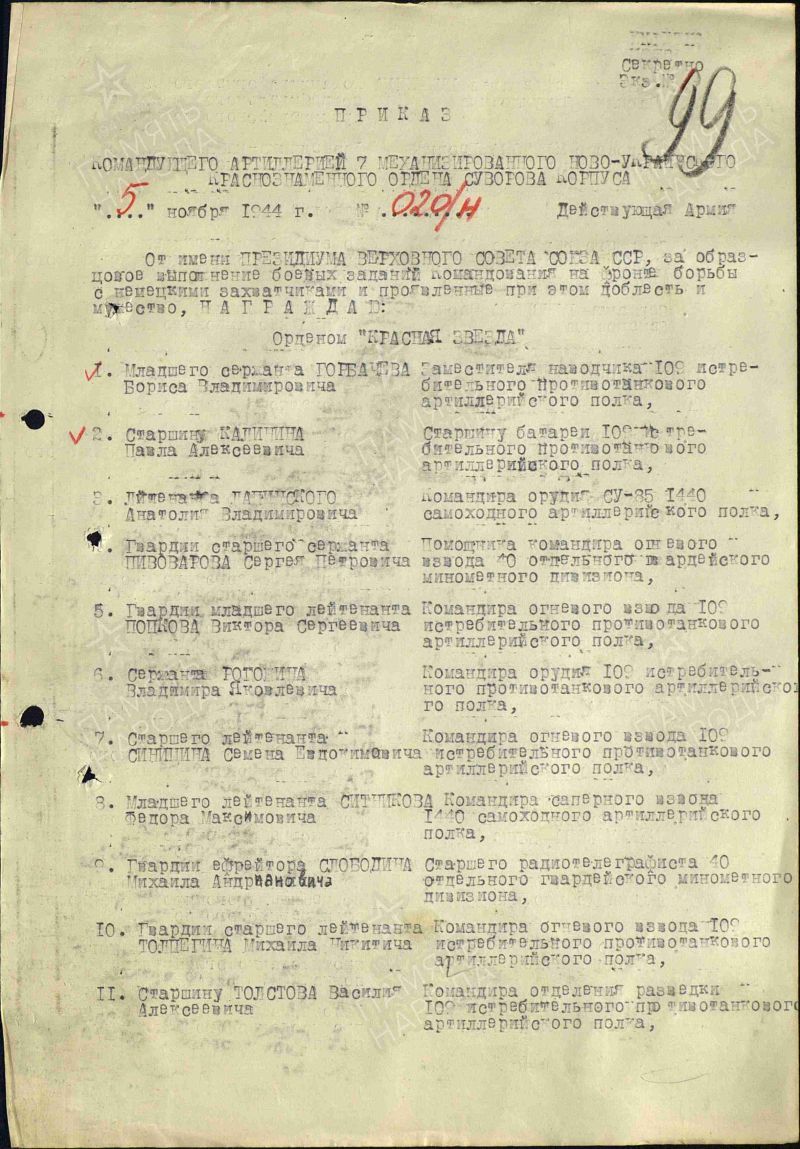 Секретно
Экз.№
99
ПРИКАЗ
КОМАНДУЮЩЕГО АРТИЛЛЕРИЕЙ 7 МЕХАНИЗИРОВАННОГО НОВО-УКРАИНСКОГО
КРАСНОЗНАМЕННОГО ОРДЕНА СУВОРОВА КОРПУСА
"5" ноября 1944 г. № 020/н Действующая Армия
От имени ПРЕЗИДИУМА ВЕРХОВНОГО СОВЕТА СОЮЗА ССР, за образ-
цовое выполнение боевых заданий Командования на фронте борьбы
с немецкими захватчиками и проявленные при этом доблесть и
мужество, НАГРАЖДАЮ:
Орденом "КРАСНАЯ ЗВЕЗДА"
1. Младшего сержанта ГОРБАЧЕВА Заместителя наводчика 109 истре-
Бориса Владимировича бительного противотанкового
артиллерийского полка,
2. Старшину КАЛИНИНА Старшину батареи 109 истре-
Павла Алексеевича бительного противотанкового
артиллерийского полка,
3. Лйтенанта Командира орудия СУ-85 1440
Анатолия Владимировича самоходного артиллерийского полка,
. Гвардии старшего сержанта Помощника командира огневого
ПИВОВАРОВА Сергея Петровича взвода 40 отдельного гвардейского
минометного дивизиона,
5. Гвардии младшего лейтенанта Командира огневого взвода 109
ПОПКОВА Виктора Сергеевича истребительного противотанкового
артиллерийского полка,
6. Сержанта Командира орудия 109 истребитель-
Владимира Яковлевича ного противотанкового артиллерийско
го полка,
7. Старшего лейтенанта Командира огневого взвода 109
СИНИЦИНА Семена Евдокимовича истребительного противотанкового
артиллерийского полка,
8. Младшего лейтенанта СИТНИКОВА Командира саперного взвода
Федора Максимовича 1440 самоходного артиллерийского
полка,
9. Гвардии ефрейтора СЛОБОДИНА Старшего радиотелеграфиста 40
Михаила Андриановича отдельного гвардейского минометного
дивизиона,
10. Гвардии старшего лейтенанта Командира огневого взвода 109
Михаила Никитича истребительного противотанкового
артиллерийского полка,
11. Старшину ТОЛСТОВА Василия Командира отделения разведки
Алексеевича 109 истребительного противотанкового
артиллерийского полка,